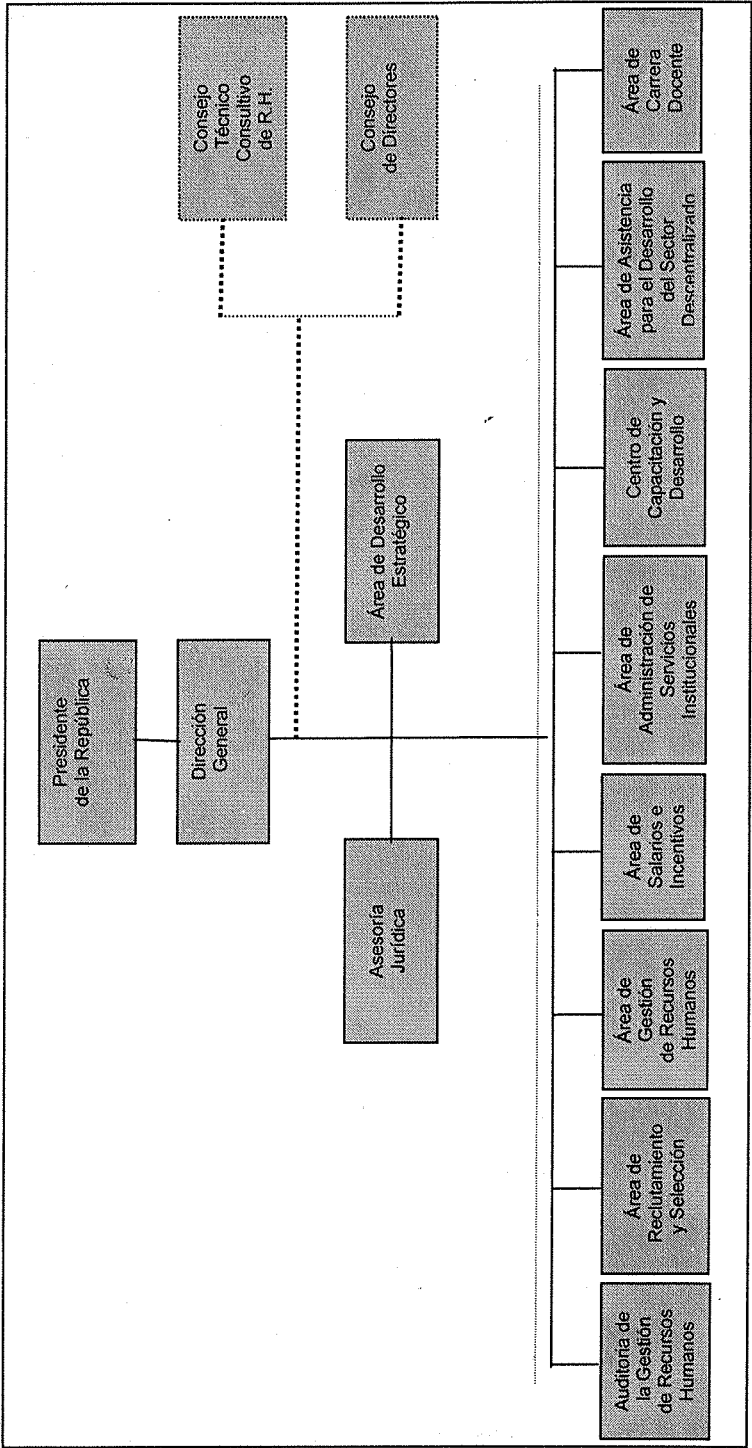 Presidente
de la República
Dirección
General
Consejo
Técnico
Consultivo
de R.H.
Consejo
de Directores
Asesoría
Jurídica
Área de Desarrollo
Estratégico
Auditoria de
la Gestión
de Recursos
Humanos
Área de
Reclutamiento
y Selección
Área de
Gestión
de Recursos
Humanos
Área de
Salarios e
Incentivos
Área de
Administración de
Servicios
Institucionales
Centro de
Capacitación y
Desarrollo
Área de Asistencia
para el Desarrollo
del Sector
Descentralizado
Área de
Carrera
Docente